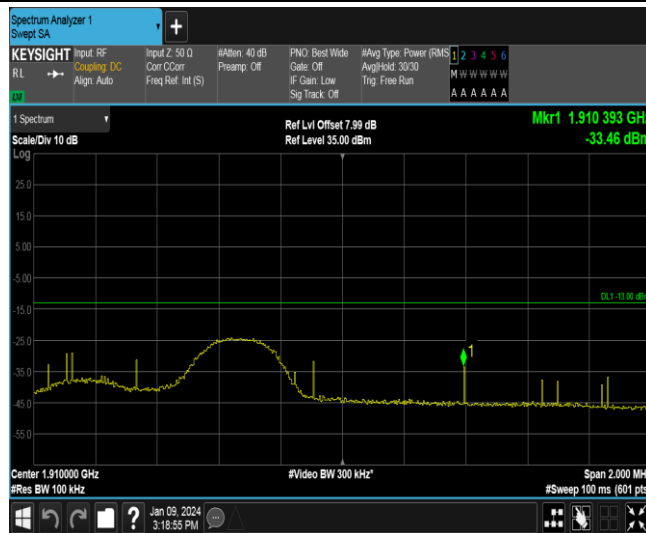 Spectrum Analyzer 1
Swept SA
+
KEYSIGHT Input: RF Input Z: 50 Ω #Atten: 40 dB PNO: Best Wide #Avg Type: Power (RMS 1 2 3 4 5 6
RL Coupling: DC Corr CCorr Preamp: Off Gate: Off Avg|Hold: 30/30 M W W W W W
Align: Auto Freq Ref: Int (S) IF Gain: Low Trig: Free Run
Sig Track: Off A A A A A A
1 Spectrum Ref Lvl Offset 7.99 dB Mkr1 1.910 393 GHz
Scale/Div 10 dB Ref Level 35.00 dBm -33.46 dBm
Log
25.0
15.0
5.00
-5.00
DL1 -13.00 dBm
-15.0
-25.0
1
-35.0
-45.0
-55.0
Center 1.910000 GHz #Video BW 300 kHz* Span 2.000 MH
#Res BW 100 kHz #Sweep 100 ms (601 pts
? Jan 09, 2024
3:18:55 PM